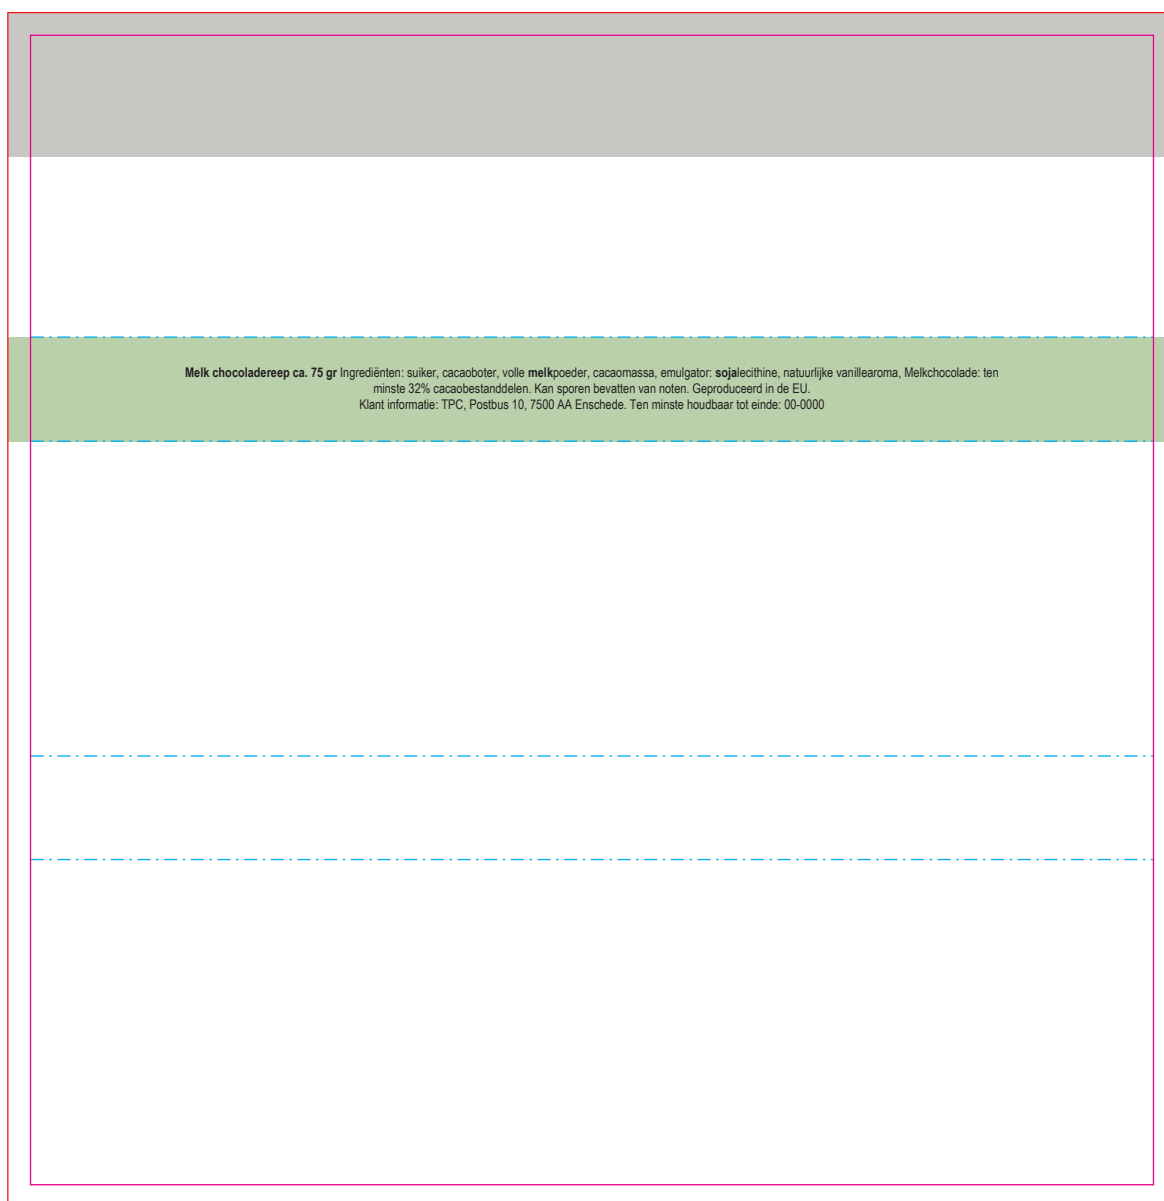 Melk chocoladereep ca. 75 gr Ingrediënten: suiker, cacaoboter, volle melkpoeder, cacaomassa, emulgator: sojalecithine, natuurlijke vanillearoma, Melkchocolade: ten
minste 32% cacaobestanddelen. Kan sporen bevatten van noten. Geproduceerd in de EU.
Klant informatie: TPC, Postbus 10, 7500 AA Enschede. Ten minste houdbaar tot einde: 00-0000